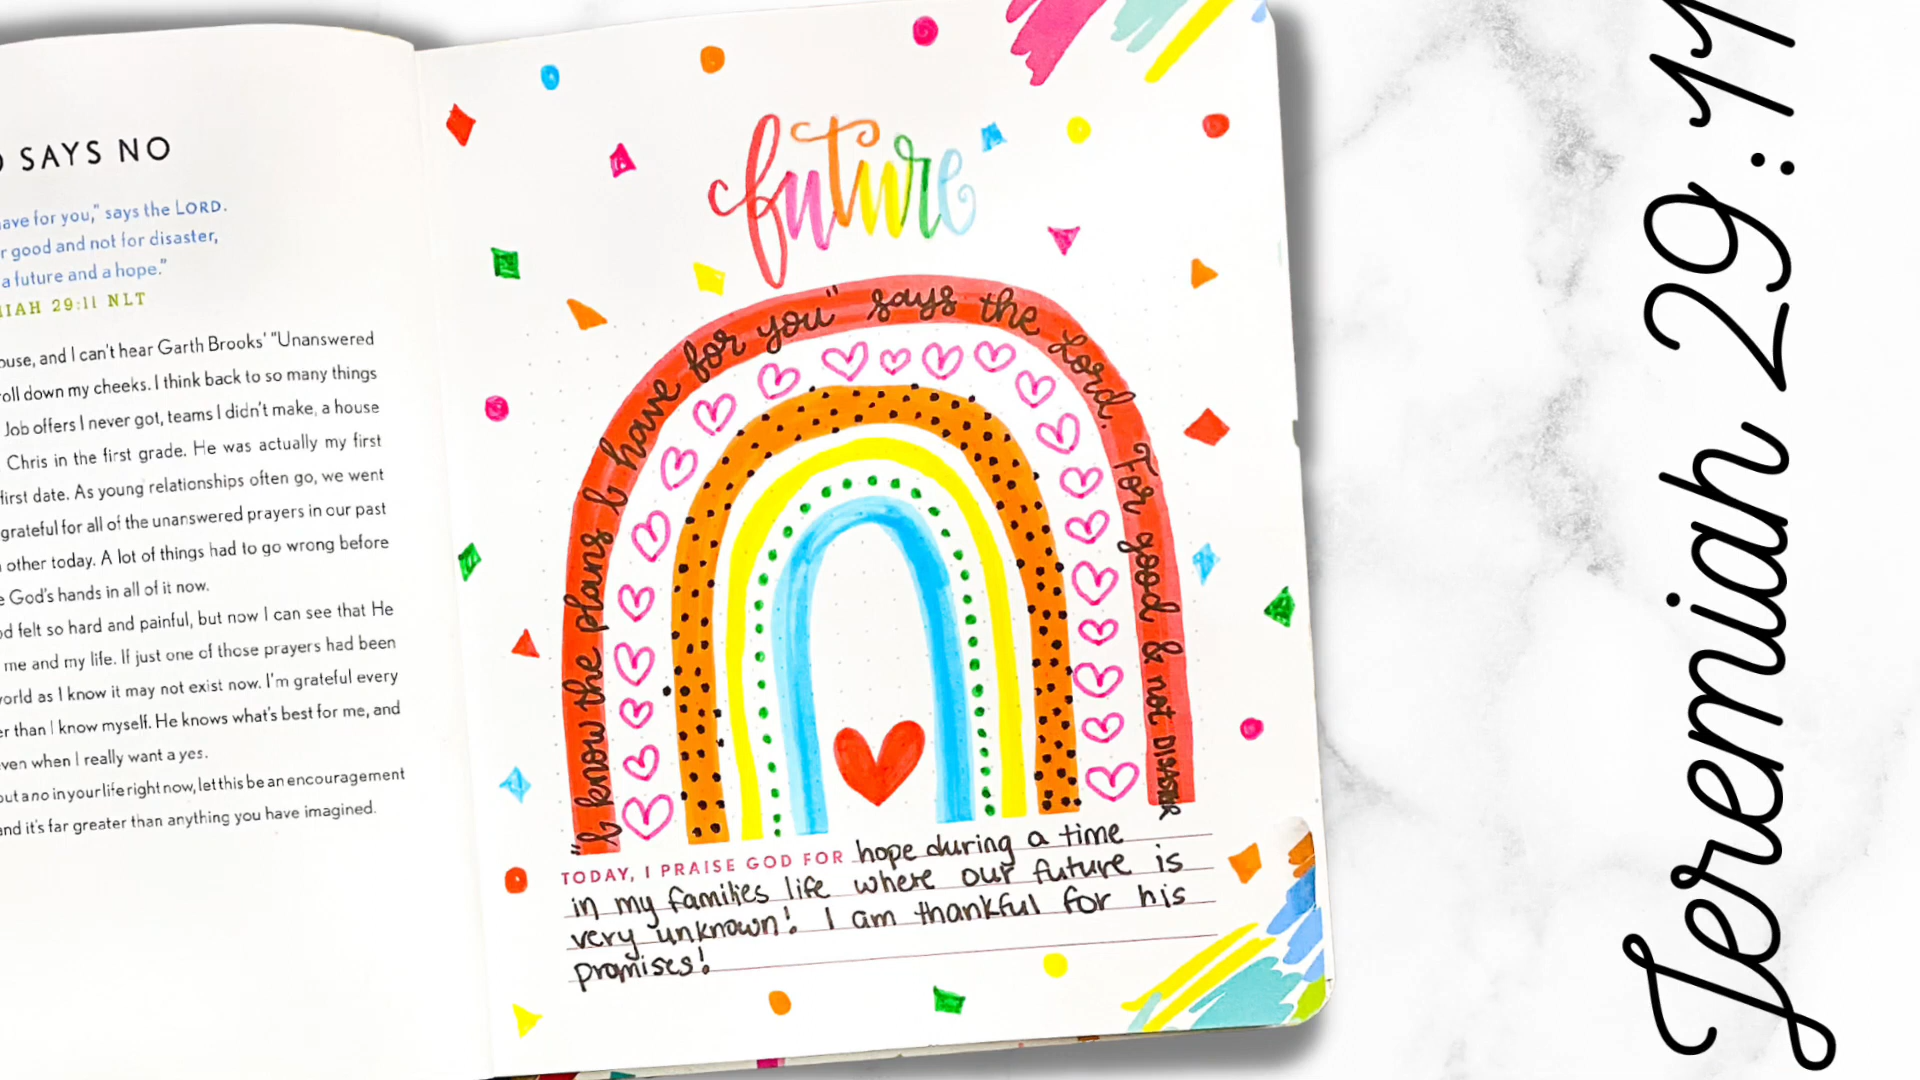 SAYS NO
have for you," says the LORD.
good and not for disaster,
a future and a hope."
29:11 NLT
and I can't hear Garth Brooks' "Unanswered
roll down my cheeks. I think back to so many things
Job offers I never got, teams I didn't make, a house
Chris in the first grade. He was actually my first
first date. As young relationships often go, we went
grateful for all of the unanswered prayers in our past
other today. A lot of things had to go wrong before
God's hands in all of it now.
felt so hard and painful, but now I can see that He
me and my life. If just one of those prayers had been
world as I know it may not exist now. I'm grateful every
than I know myself. He knows what's best for me, and
even when I really want a yes.
out a no in your life right now, let this be an encouragement
and it's far greater than anything you have imagined.
future
"I know the plans I have for you" says the Lord. For good & not DISASTER
TODAY, I PRAISE GOD FOR hope during a time
in my families life where our future is
very unknown! I am thankful for his
promises!
Jeremiah 29:11